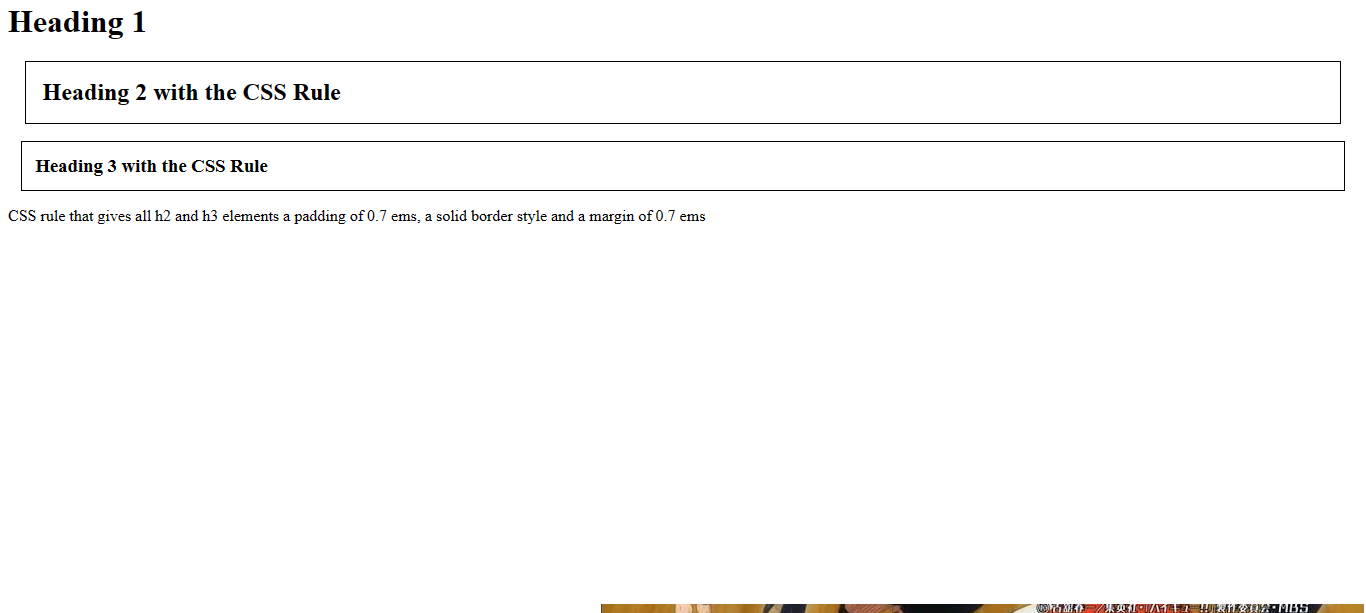 Heading 1
Heading 2 with the CSS Rule
Heading 3 with the CSS Rule
CSS rule that gives all h2 and h3 elements a padding of 0.7 ems, a solid border style and a margin of 0.7 ems